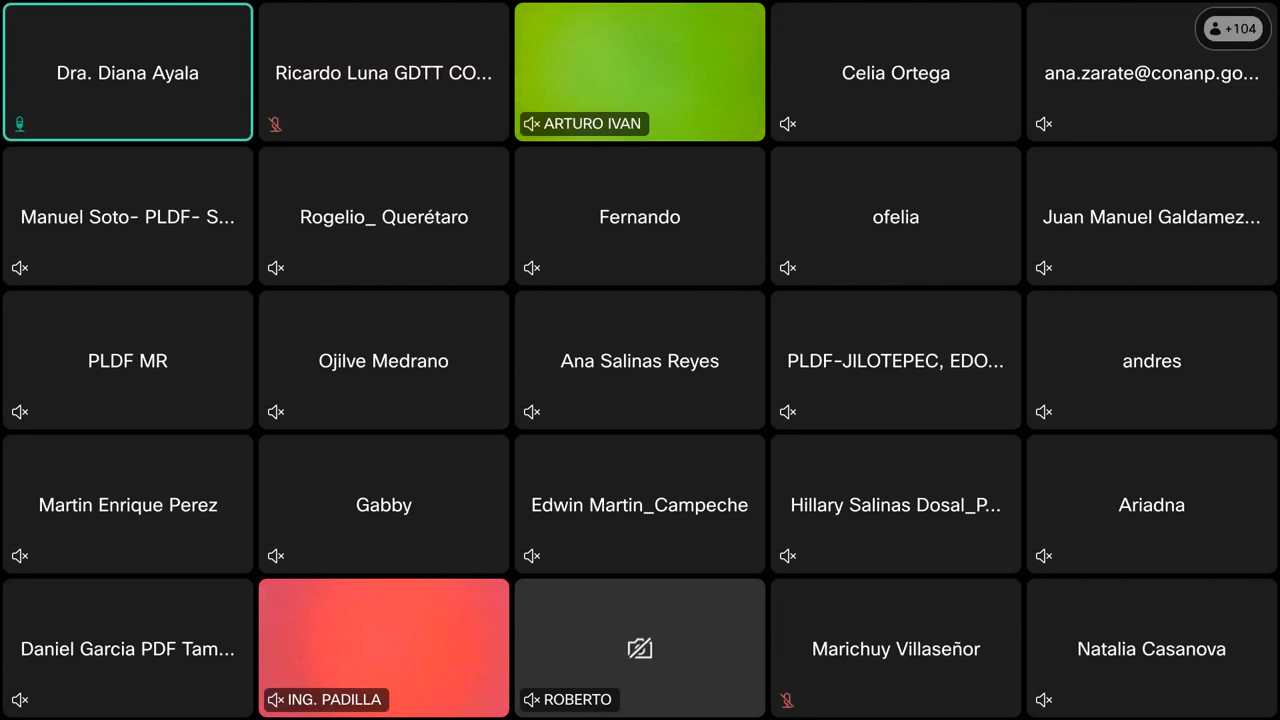 Dra. Diana Ayala
Ricardo Luna GDTT CO...
ARTURO IVAN
Celia Ortega
+104
ana.zarate@conanp.go...
Manuel Soto- PLDF- S...
Rogelio_ Querétaro
Fernando
ofelia
Juan Manuel Galdamez...
PLDF MR
Ojilve Medrano
Ana Salinas Reyes
PLDF-JILOTEPEC, EDO...
andres
Martin Enrique Perez
Gabby
Edwin Martin_Campeche
Hillary Salinas Dosal_P...
Ariadna
Daniel Garcia PDF Tam...
ING. PADILLA
ROBERTO
Marichuy Villaseñor
Natalia Casanova